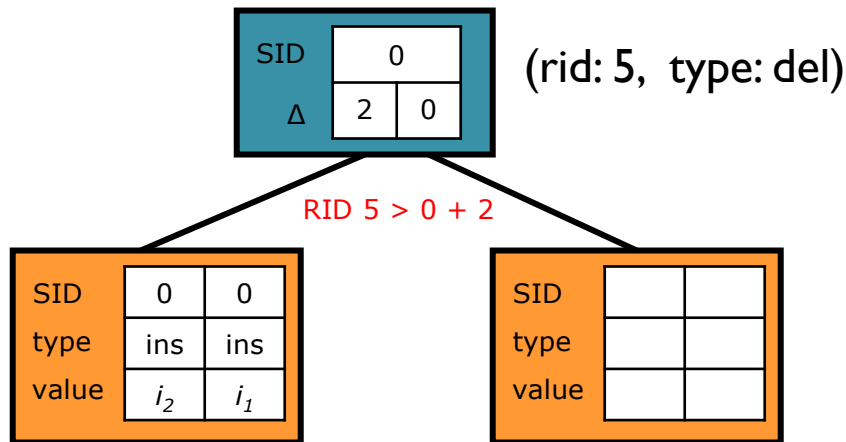 SID 0
(rid: 5, type: del)
Δ 2 0
RID 5 > 0 + 2
SID 0 0
type ins ins
value i₂ i₁
SID
type
value